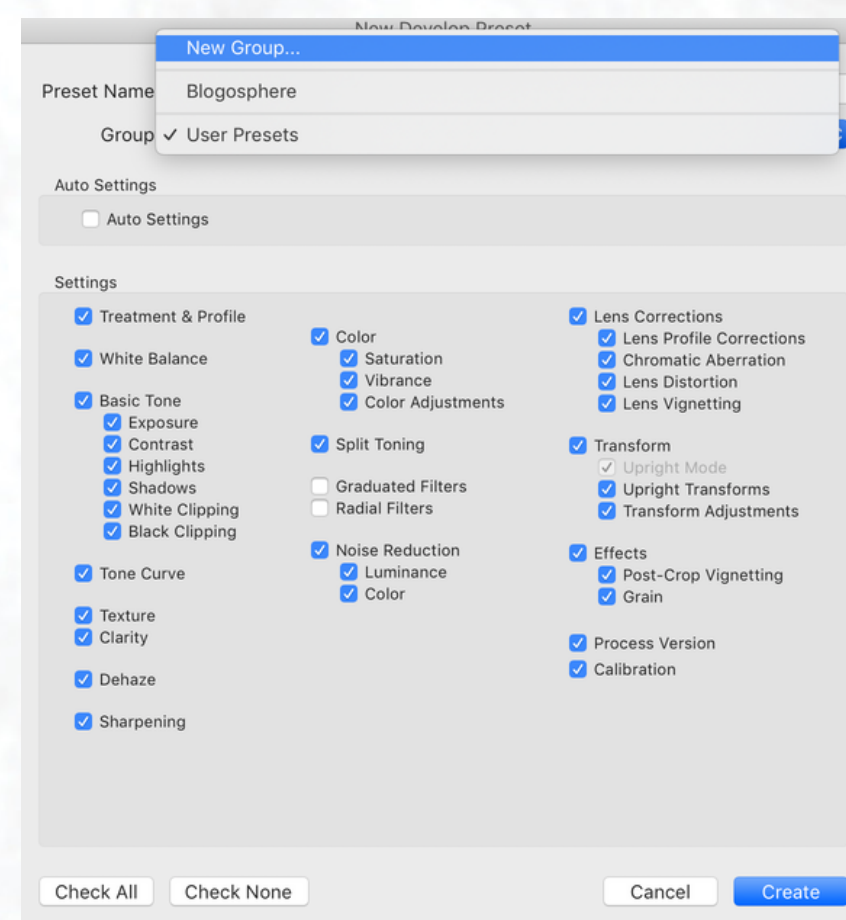 New Develop Preset
New Group...
Preset Name
Blogosphere
Group
✓ User Presets
Auto Settings
Auto Settings
Settings
Treatment & Profile
White Balance
Basic Tone
Exposure
Contrast
Highlights
Shadows
White Clipping
Black Clipping
Tone Curve
Texture
Clarity
Dehaze
Sharpening
Color
Saturation
Vibrance
Color Adjustments
Split Toning
Graduated Filters
Radial Filters
Noise Reduction
Luminance
Color
Lens Corrections
Lens Profile Corrections
Chromatic Aberration
Lens Distortion
Lens Vignetting
Transform
Upright Mode
Upright Transforms
Transform Adjustments
Effects
Post-Crop Vignetting
Grain
Process Version
Calibration
Check All
Check None
Cancel
Create